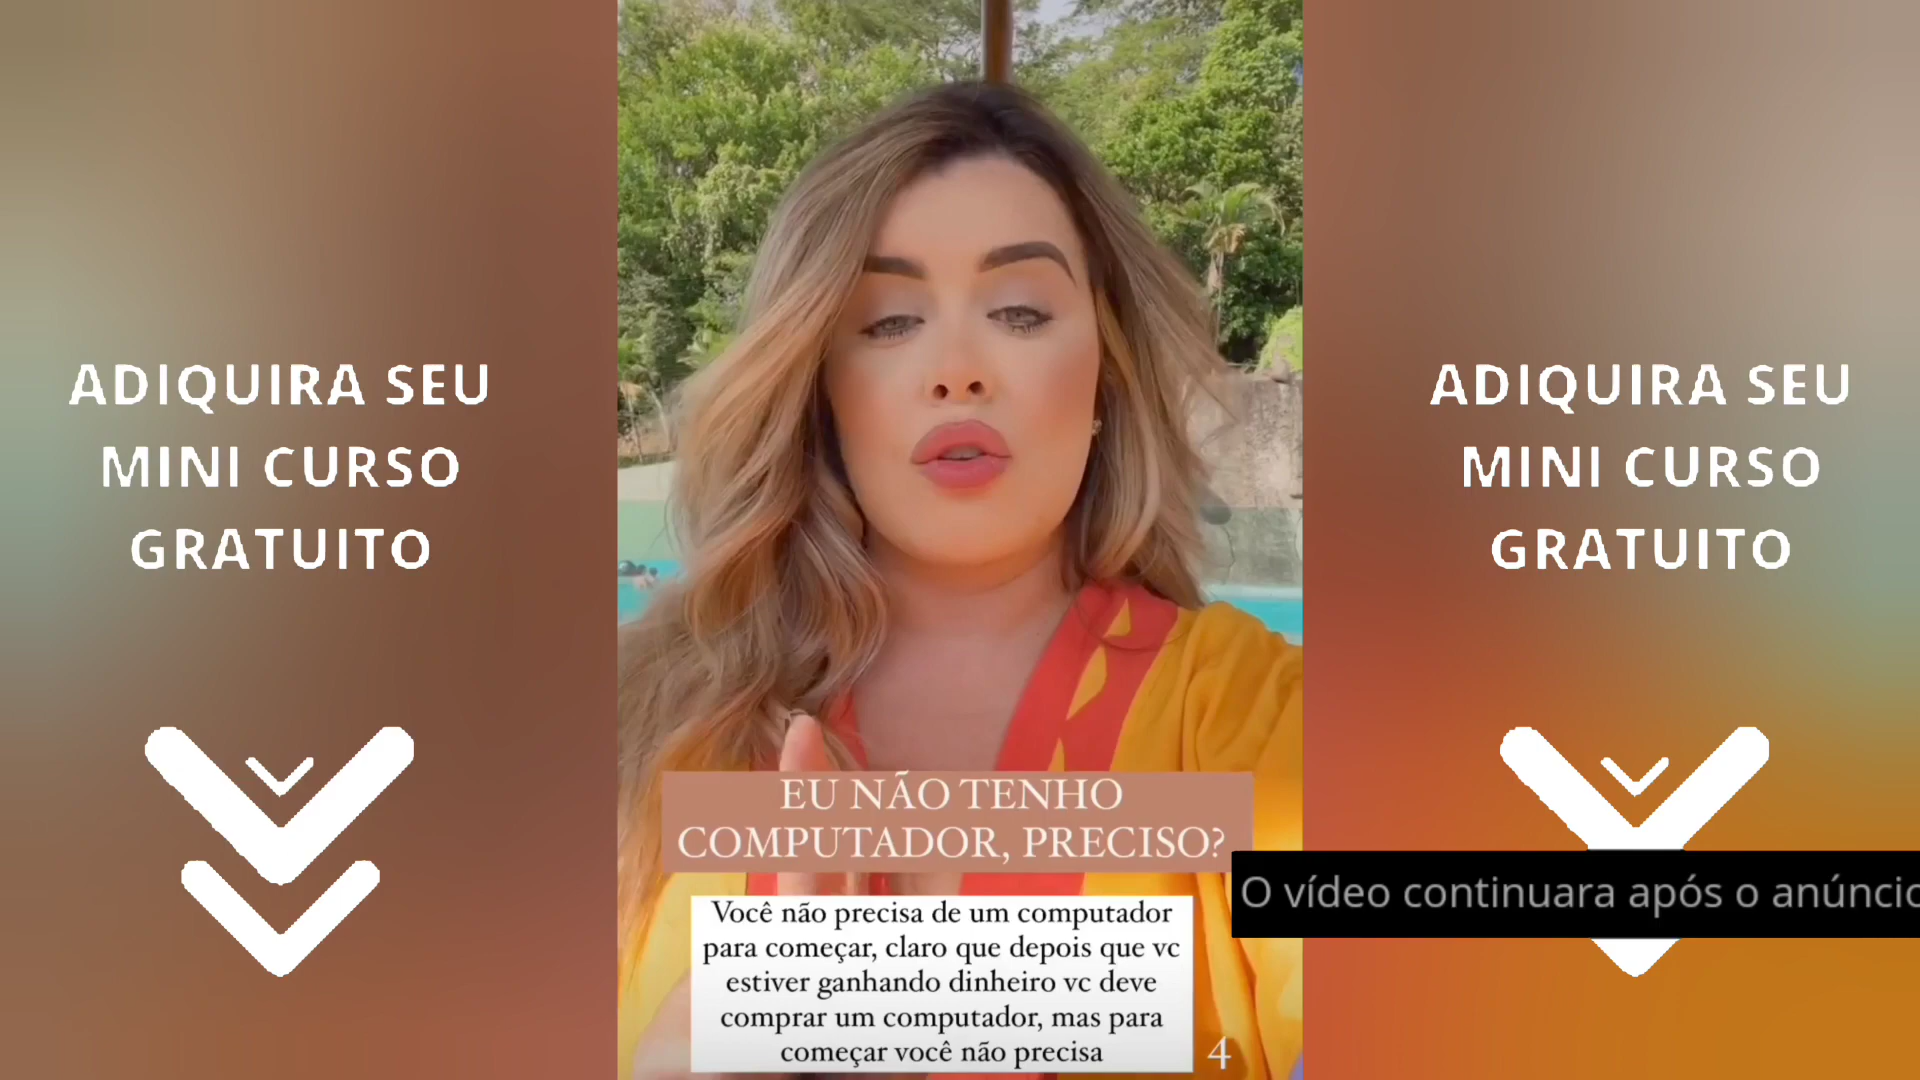 ADIQUIRA SEU
MINI CURSO
GRATUITO
EU NÃO TENHO
COMPUTADOR, PRECISO?
Você não precisa de um computador
para começar, claro que depois que vc
estiver ganhando dinheiro vc deve
comprar um computador, mas para
começar você não precisa
4
ADIQUIRA SEU
MINI CURSO
GRATUITO
O vídeo continuara após o anúncio